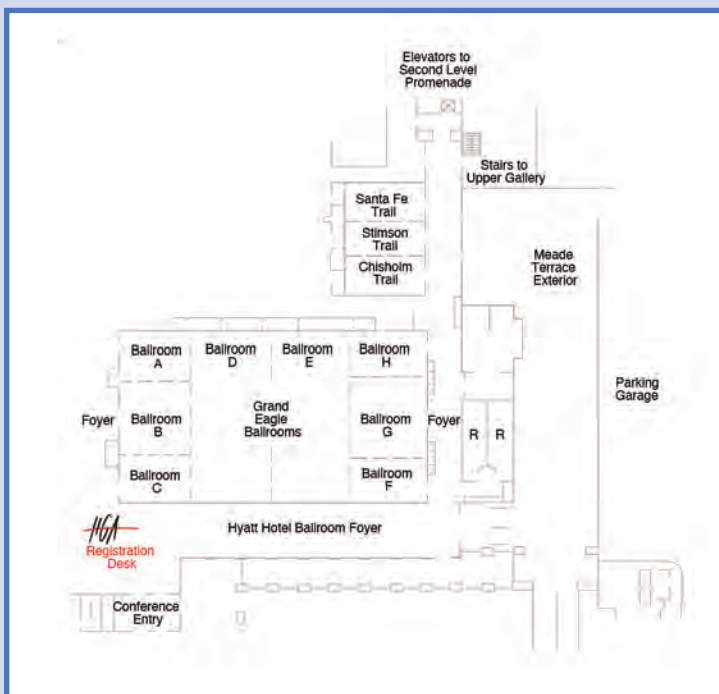 Elevators to
Second Level
Promenade
Stairs to
Upper Gallery
Santa Fe
Trail
Stimson
Trail
Chisholm
Trail
Meade
Terrace
Exterior
Ballroom
A
Ballroom
D
Ballroom
E
Ballroom
H
Parking
Garage
Foyer
Ballroom
B
Grand
Eagle
Ballrooms
Ballroom
G
Foyer
R
R
Ballroom
C
Ballroom
F
HGA
Registration
Desk
Hyatt Hotel Ballroom Foyer
Conference
Entry